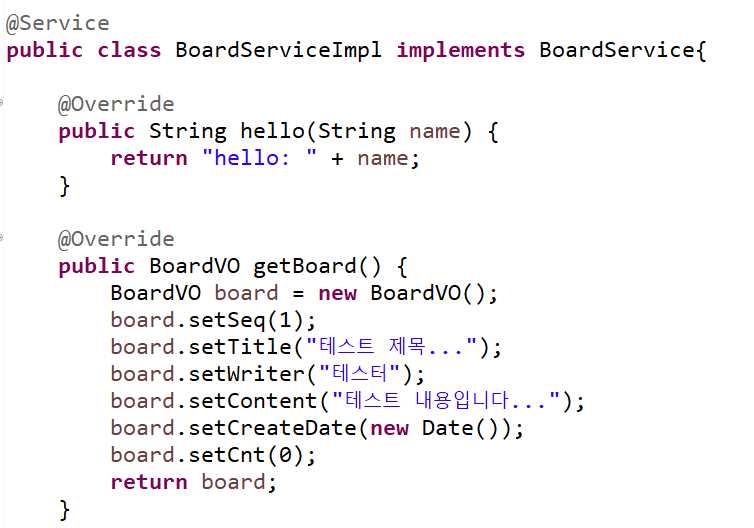 @Service
public class BoardServiceImpl implements BoardService{
@Override
public String hello(String name) {
return "hello: " + name;
}
@Override
public BoardVO getBoard() {
BoardVO board = new BoardVO();
board.setSeq(1);
board.setTitle("테스트 제목...");
board.setWriter("테스터");
board.setContent("테스트 내용입니다...");
board.setCreateDate(new Date());
board.setCnt(0);
return board;
}